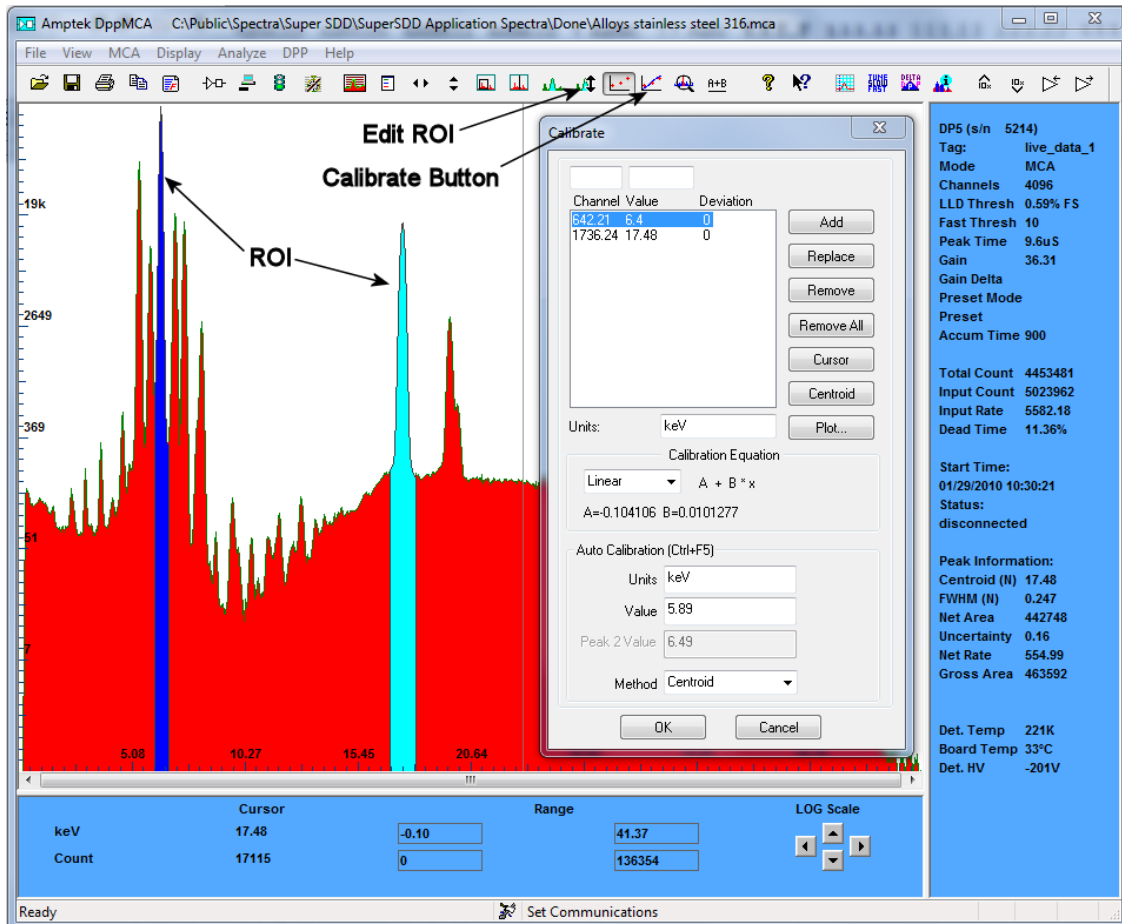 Amptek DppMCA    C:\Public\Spectra\Super SDD\SuperSDD Application Spectra\Done\Alloys stainless steel 316.mca
File View MCA Display Analyze DPP Help
A+B ? ? TUNE SLOW FAST DELTA 10x
Edit ROI
Calibrate Button
ROI
19k
2649
369
51
7
5.08 10.27 15.45 20.64
Calibrate
Channel Value Deviation
642.21 6.4 0
1736.24 17.48 0
Add
Replace
Remove
Remove All
Cursor
Centroid
Units: keV Plot...
Calibration Equation
Linear A + B * x
A=-0.104106 B=0.0101277
Auto Calibration (Ctrl+F5)
Units keV
Value 5.89
Peak 2 Value 6.49
Method Centroid
OK Cancel
DP5 (s/n 5214)
Tag: live_data_1
Mode MCA
Channels 4096
LLD Thresh 0.59% FS
Fast Thresh 10
Peak Time 9.6uS
Gain 36.31
Gain Delta
Preset Mode
Preset
Accum Time 900
Total Count 4453481
Input Count 5023962
Input Rate 5582.18
Dead Time 11.36%
Start Time:
01/29/2010 10:30:21
Status:
disconnected
Peak Information:
Centroid (N) 17.48
FWHM (N) 0.247
Net Area 442748
Uncertainty 0.16
Net Rate 554.99
Gross Area 463592
Det. Temp 221K
Board Temp 33ºC
Det. HV -201V
Cursor Range LOG Scale
keV 17.48 -0.10 41.37
Count 17115 0 136354
Ready Set Communications